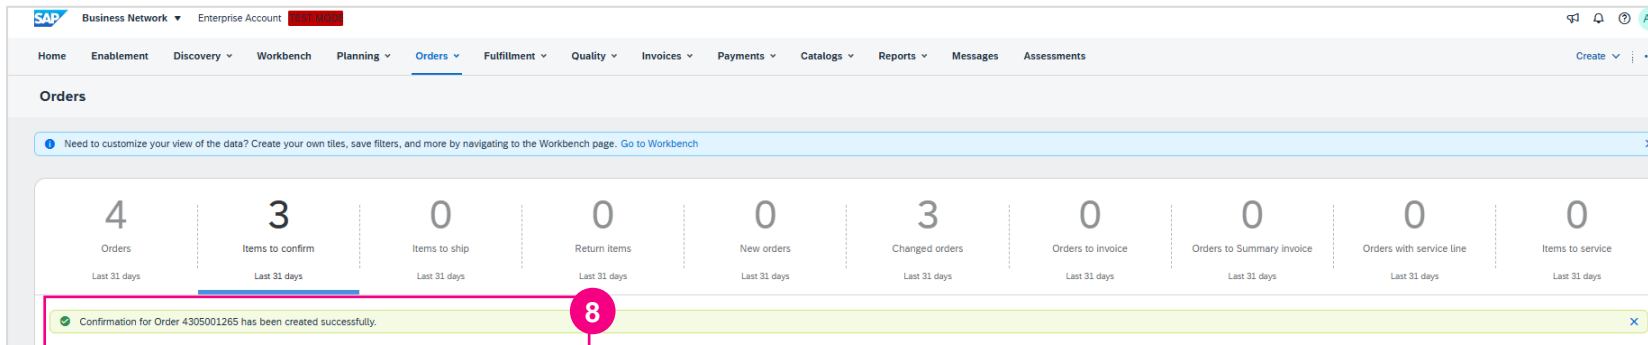 SAP Business Network Enterprise Account TEST MODE
Home Enablement Discovery Workbench Planning Orders Fulfillment Quality Invoices Payments Catalogs Reports Messages Assessments Create
Orders
Need to customize your view of the data? Create your own tiles, save filters, and more by navigating to the Workbench page. Go to Workbench
4 3 0 0 0 3 0 0 0 0
Orders Items to confirm Items to ship Return items New orders Changed orders Orders to invoice Orders to Summary invoice Orders with service line Items to service
Last 31 days Last 31 days Last 31 days Last 31 days Last 31 days Last 31 days Last 31 days Last 31 days Last 31 days Last 31 days
8
Confirmation for Order 4305001265 has been created successfully.